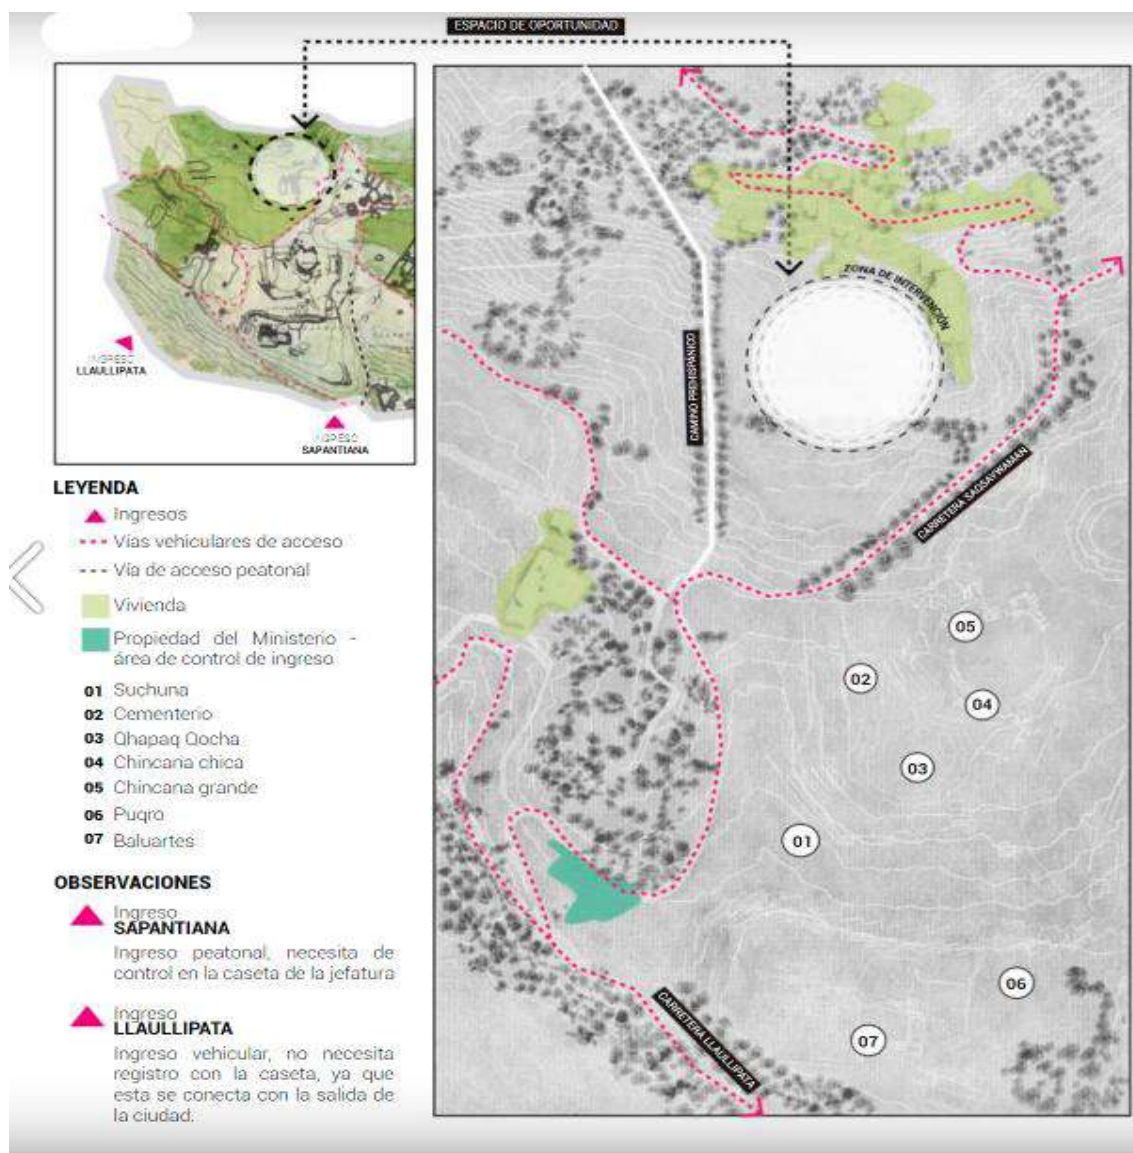 ESPACIO DE OPORTUNIDAD
INGRESO
LLAULLIPATA
INGRESO
SAPANTIANA
LEYENDA
Ingresos
Vías vehiculares de acceso
Vía de acceso peatonal
Vivienda
Propiedad del Ministerio -
área de control de ingreso
01 Suchuna
02 Cementerio
03 Qhapaq Qocha
04 Chincana chica
05 Chincana grande
06 Puqro
07 Baluartes
OBSERVACIONES
Ingreso
SAPANTIANA
Ingreso peatonal, necesita de
control en la caseta de la jefatura
Ingreso
LLAULLIPATA
Ingreso vehicular, no necesita
registro con la caseta, ya que
esta se conecta con la salida de
la ciudad.
ZONA DE INTERVENCIÓN
CAMINO PREHISPÁNICO
CARRETERA SAQSAYWAMAN
05
02
04
03
01
06
07
CARRETERA LLAULLIPATA